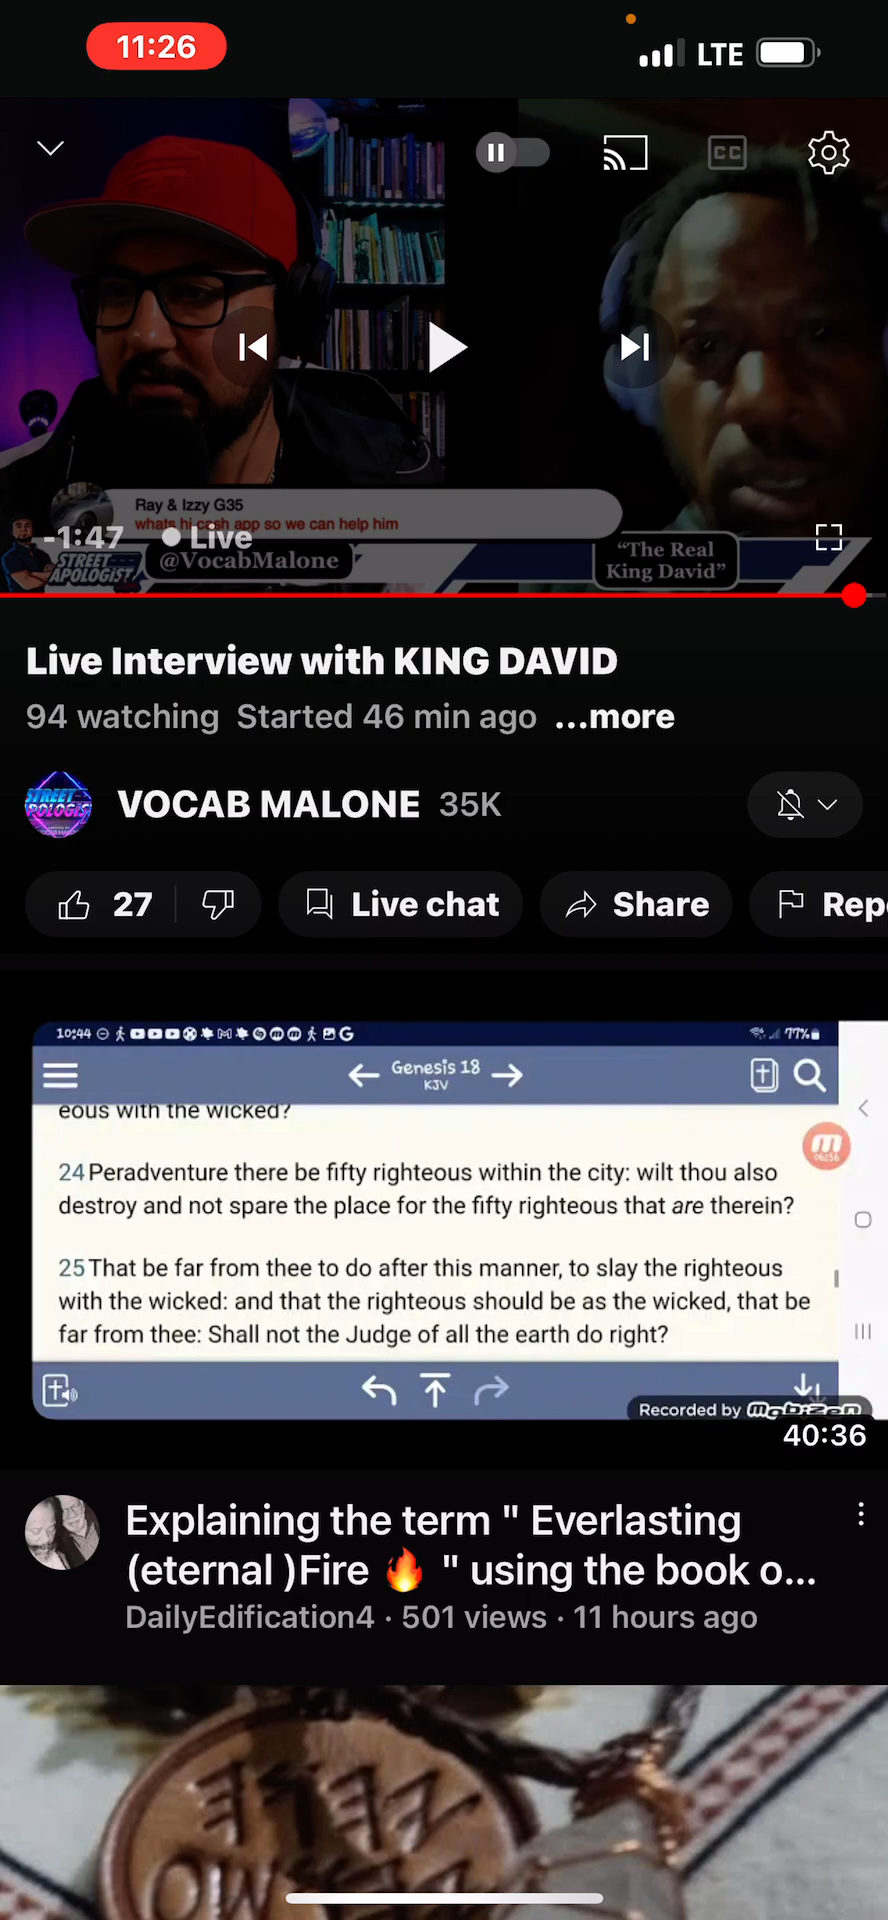 11:26
LTE
CC
Ray & Izzy G35
whats hi cash app so we can help him
-1:47 Live
STREET
APOLOGIST
@VocabMalone
"The Real
King David"
Live Interview with KING DAVID
94 watching Started 46 min ago ...more
STREET
VOCAB MALONE 35K
27
Live chat
Share
Rep
10:44
77%
Genesis 18
KJV
eous with the wicked?
06:56
24 Peradventure there be fifty righteous within the city: wilt thou also
destroy and not spare the place for the fifty righteous that are therein?
25 That be far from thee to do after this manner, to slay the righteous
with the wicked: and that the righteous should be as the wicked, that be
far from thee: Shall not the Judge of all the earth do right?
Recorded by mobizen
40:36
Explaining the term " Everlasting
(eternal )Fire 🔥 " using the book o...
DailyEdification4 · 501 views · 11 hours ago